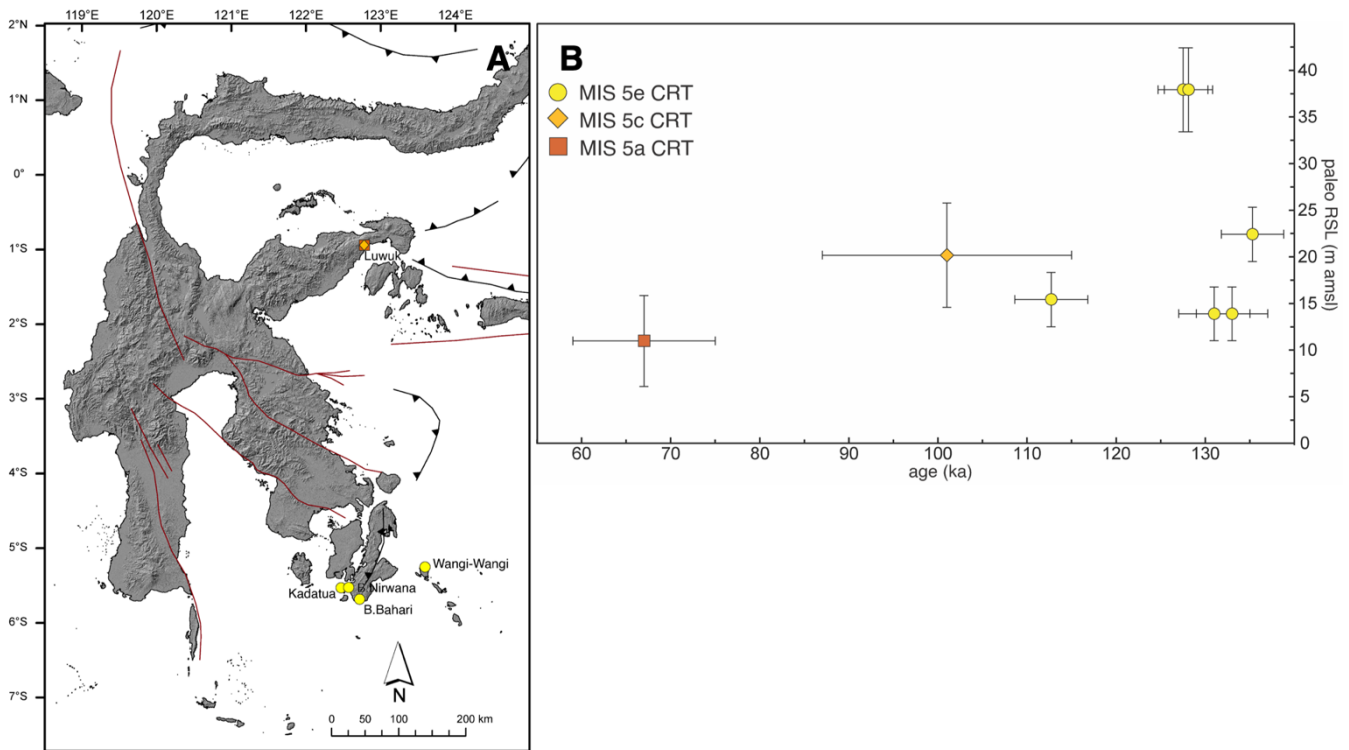 119°E 120°E 121°E 122°E 123°E 124°E
2°N
1°N
0°
1°S
2°S
3°S
4°S
5°S
6°S
7°S
A
Luwuk
Wangi-Wangi
Kadatua
B.Nirwana
B.Bahari
N
0 50 100 200 km
B
MIS 5e CRT
MIS 5c CRT
MIS 5a CRT
40
35
30
25
20
15
10
5
0
paleo RSL (m amsl)
60 70 80 90 100 110 120 130
age (ka)